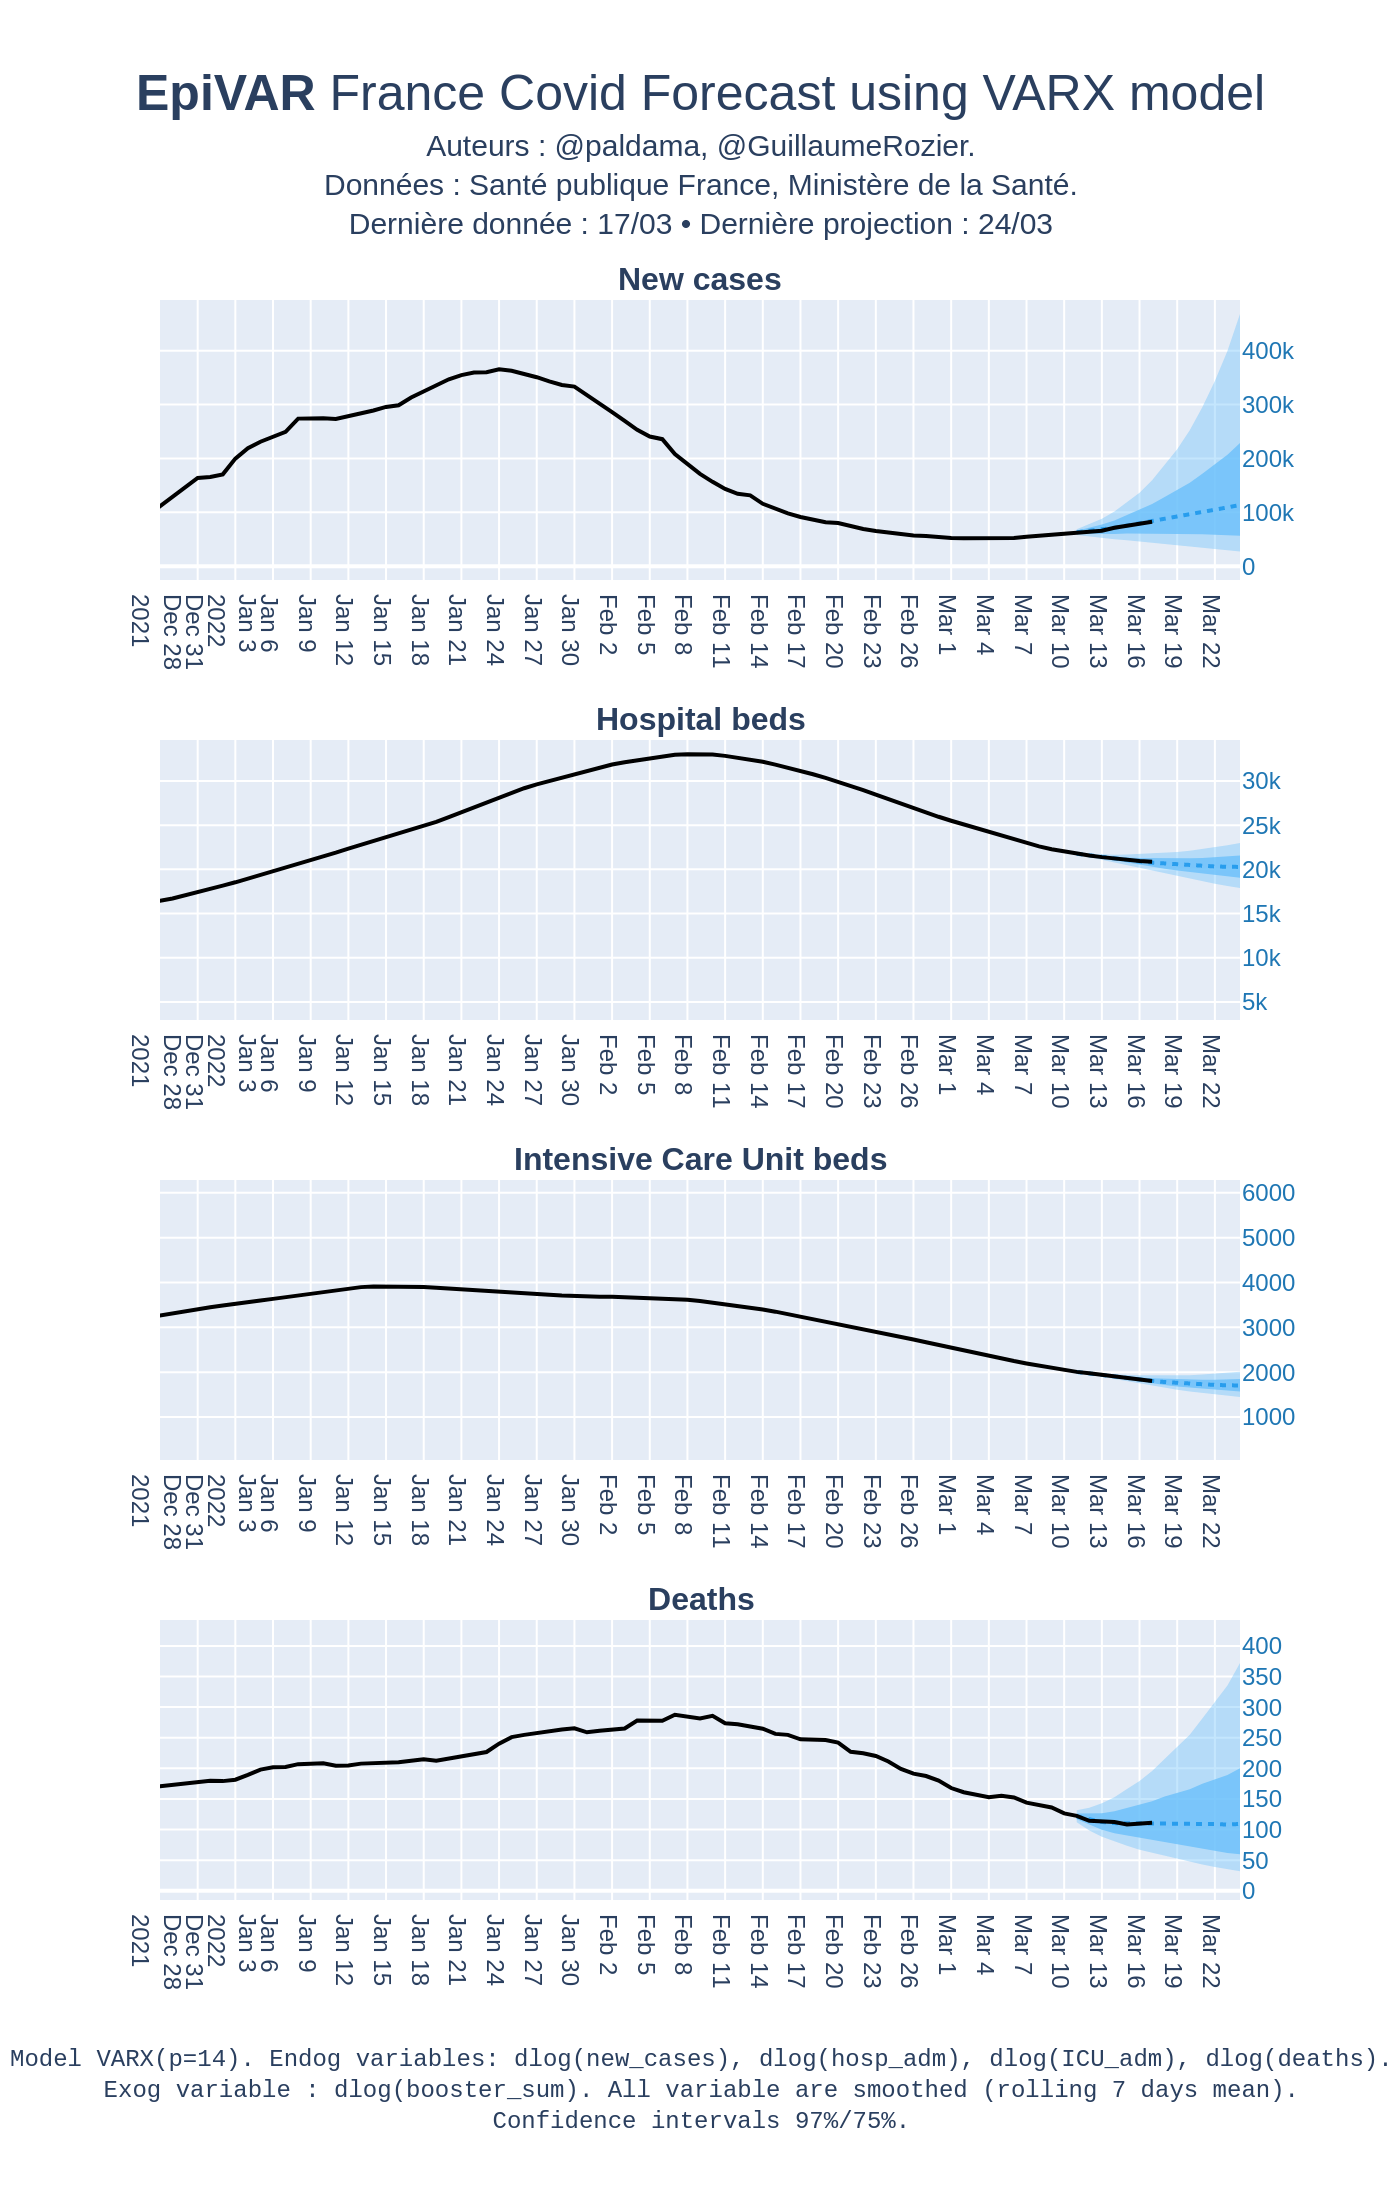 EpiVAR France Covid Forecast using VARX model
Auteurs : @paldama, @GuillaumeRozier.
Données : Santé publique France, Ministère de la Santé.
Dernière donnée : 17/03 • Dernière projection : 24/03
New cases
400k
300k
200k
100k
0
2021
Dec 28
Dec 31
2022
Jan 3
Jan 6
Jan 9
Jan 12
Jan 15
Jan 18
Jan 21
Jan 24
Jan 27
Jan 30
Feb 2
Feb 5
Feb 8
Feb 11
Feb 14
Feb 17
Feb 20
Feb 23
Feb 26
Mar 1
Mar 4
Mar 7
Mar 10
Mar 13
Mar 16
Mar 19
Mar 22
Hospital beds
30k
25k
20k
15k
10k
5k
2021
Dec 28
Dec 31
2022
Jan 3
Jan 6
Jan 9
Jan 12
Jan 15
Jan 18
Jan 21
Jan 24
Jan 27
Jan 30
Feb 2
Feb 5
Feb 8
Feb 11
Feb 14
Feb 17
Feb 20
Feb 23
Feb 26
Mar 1
Mar 4
Mar 7
Mar 10
Mar 13
Mar 16
Mar 19
Mar 22
Intensive Care Unit beds
6000
5000
4000
3000
2000
1000
2021
Dec 28
Dec 31
2022
Jan 3
Jan 6
Jan 9
Jan 12
Jan 15
Jan 18
Jan 21
Jan 24
Jan 27
Jan 30
Feb 2
Feb 5
Feb 8
Feb 11
Feb 14
Feb 17
Feb 20
Feb 23
Feb 26
Mar 1
Mar 4
Mar 7
Mar 10
Mar 13
Mar 16
Mar 19
Mar 22
Deaths
400
350
300
250
200
150
100
50
0
2021
Dec 28
Dec 31
2022
Jan 3
Jan 6
Jan 9
Jan 12
Jan 15
Jan 18
Jan 21
Jan 24
Jan 27
Jan 30
Feb 2
Feb 5
Feb 8
Feb 11
Feb 14
Feb 17
Feb 20
Feb 23
Feb 26
Mar 1
Mar 4
Mar 7
Mar 10
Mar 13
Mar 16
Mar 19
Mar 22
Model VARX(p=14). Endog variables: dlog(new_cases), dlog(hosp_adm), dlog(ICU_adm), dlog(deaths).
Exog variable : dlog(booster_sum). All variable are smoothed (rolling 7 days mean).
Confidence intervals 97%/75%.